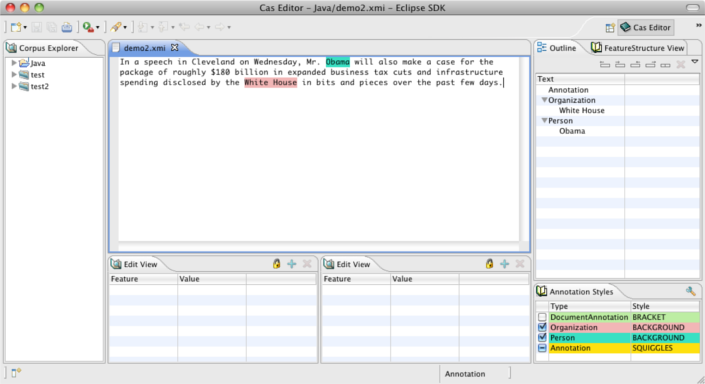 Cas Editor - Java/demo2.xmi - Eclipse SDK
Cas Editor
»
Corpus Explorer
Java
test
test2
demo2.xmi
In a speech in Cleveland on Wednesday, Mr. Obama will also make a case for the
package of roughly $180 billion in expanded business tax cuts and infrastructure
spending disclosed by the White House in bits and pieces over the past few days.
Outline
FeatureStructure View
Text
Annotation
Organization
White House
Person
Obama
Edit View
Feature Value
Edit View
Feature Value
Annotation Styles
Type Style
DocumentAnnotation BRACKET
Organization BACKGROUND
Person BACKGROUND
Annotation SQUIGGLES
Annotation